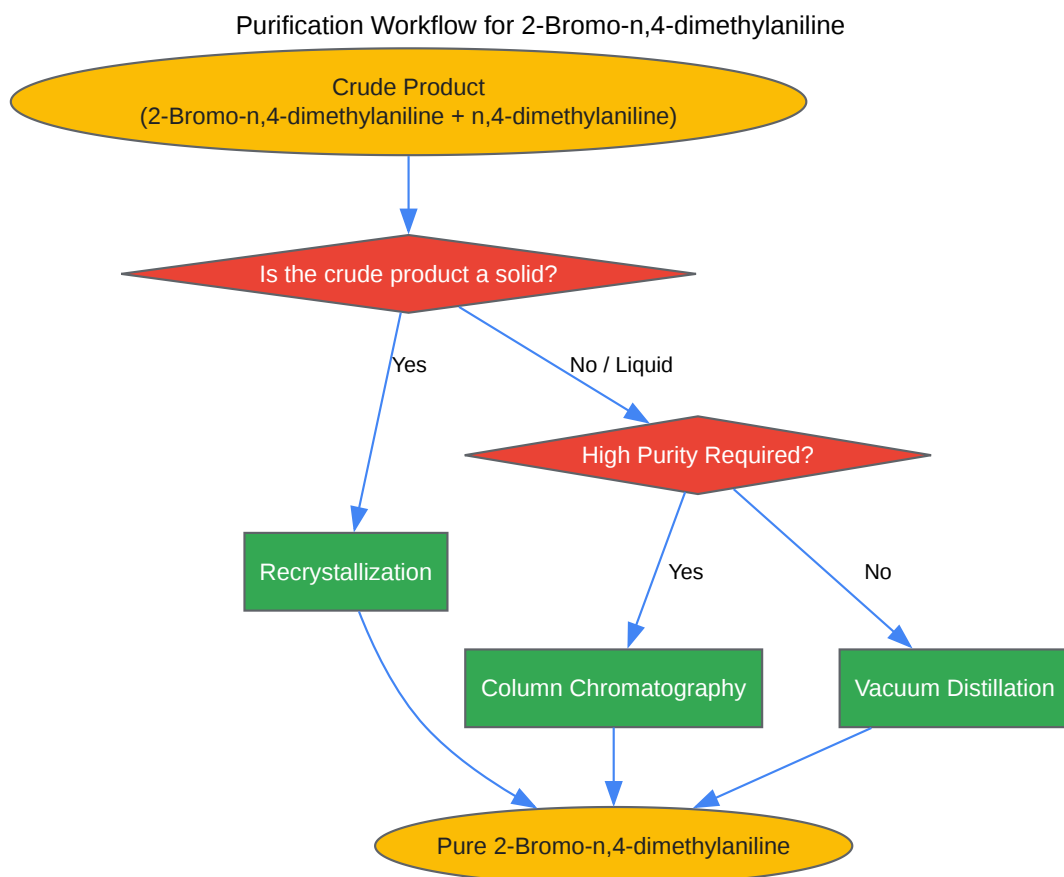 Purification Workflow for 2-Bromo-n,4-dimethylaniline
Crude Product
(2-Bromo-n,4-dimethylaniline + n,4-dimethylaniline)
Is the crude product a solid?
Yes
No / Liquid
High Purity Required?
Recrystallization
Yes
No
Column Chromatography
Vacuum Distillation
Pure 2-Bromo-n,4-dimethylaniline